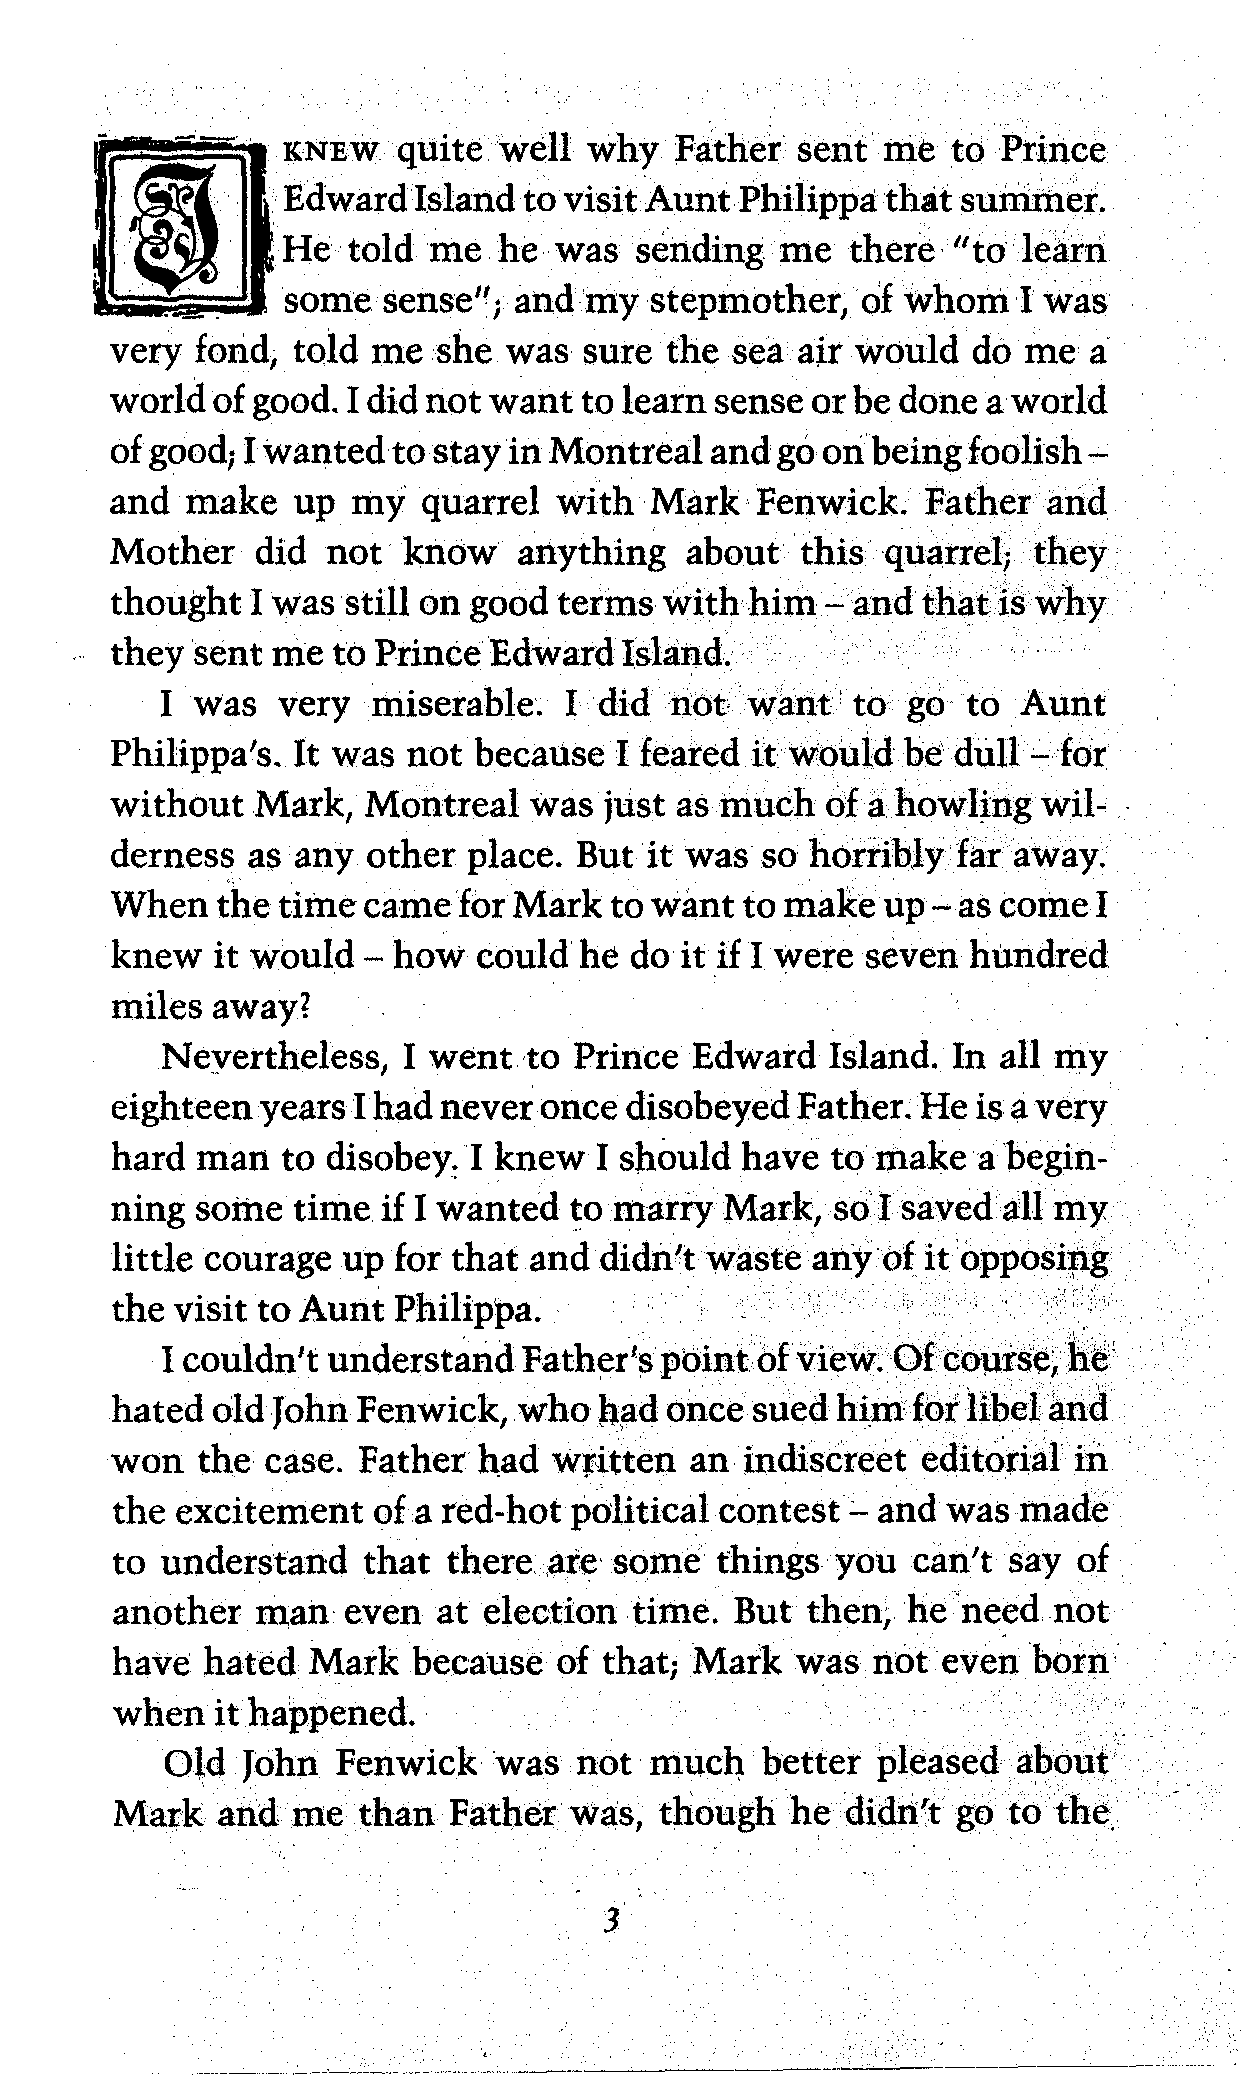 I KNEW quite well why Father sent me to Prince
Edward Island to visit Aunt Philippa that summer.
He told me he was sending me there "to learn
some sense"; and my stepmother, of whom I was
very fond, told me she was sure the sea air would do me a
world of good. I did not want to learn sense or be done a world
of good; I wanted to stay in Montreal and go on being foolish –
and make up my quarrel with Mark Fenwick. Father and
Mother did not know anything about this quarrel; they
thought I was still on good terms with him – and that is why
they sent me to Prince Edward Island.
I was very miserable. I did not want to go to Aunt
Philippa's. It was not because I feared it would be dull – for
without Mark, Montreal was just as much of a howling wil-
derness as any other place. But it was so horribly far away.
When the time came for Mark to want to make up – as come I
knew it would – how could he do it if I were seven hundred
miles away?
Nevertheless, I went to Prince Edward Island. In all my
eighteen years I had never once disobeyed Father. He is a very
hard man to disobey. I knew I should have to make a begin-
ning some time if I wanted to marry Mark, so I saved all my
little courage up for that and didn't waste any of it opposing
the visit to Aunt Philippa.
I couldn't understand Father's point of view. Of course, he
hated old John Fenwick, who had once sued him for libel and
won the case. Father had written an indiscreet editorial in
the excitement of a red-hot political contest – and was made
to understand that there are some things you can't say of
another man even at election time. But then, he need not
have hated Mark because of that; Mark was not even born
when it happened.
Old John Fenwick was not much better pleased about
Mark and me than Father was, though he didn't go to the
3